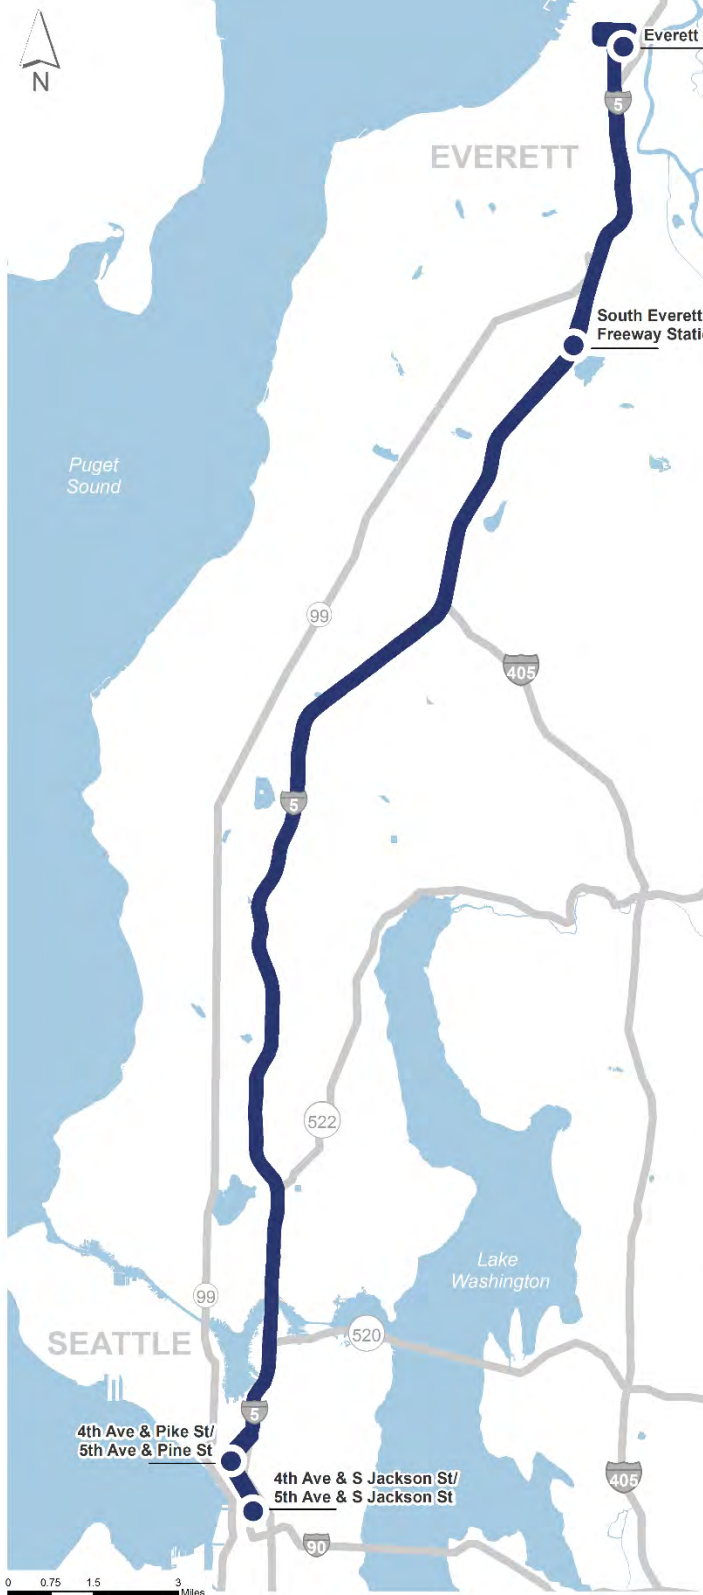 N
Everett
5
EVERETT
South Everett
Freeway Stati
Puget
Sound
99
405
5
522
Lake
Washington
99
520
SEATTLE
5
4th Ave & Pike St/
5th Ave & Pine St
4th Ave & S Jackson St/
5th Ave & S Jackson St
405
90
0 0.75 1.5 3
Miles